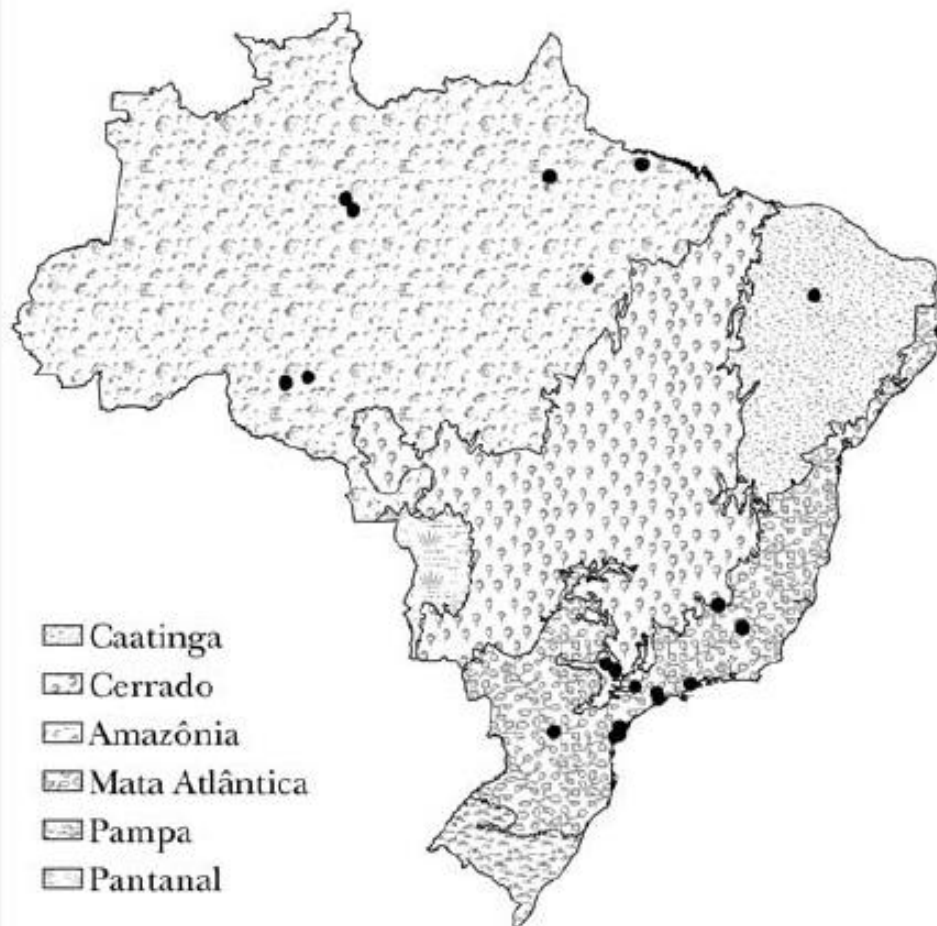 Caatinga
Cerrado
Amazônia
Mata Atlântica
Pampa
Pantanal